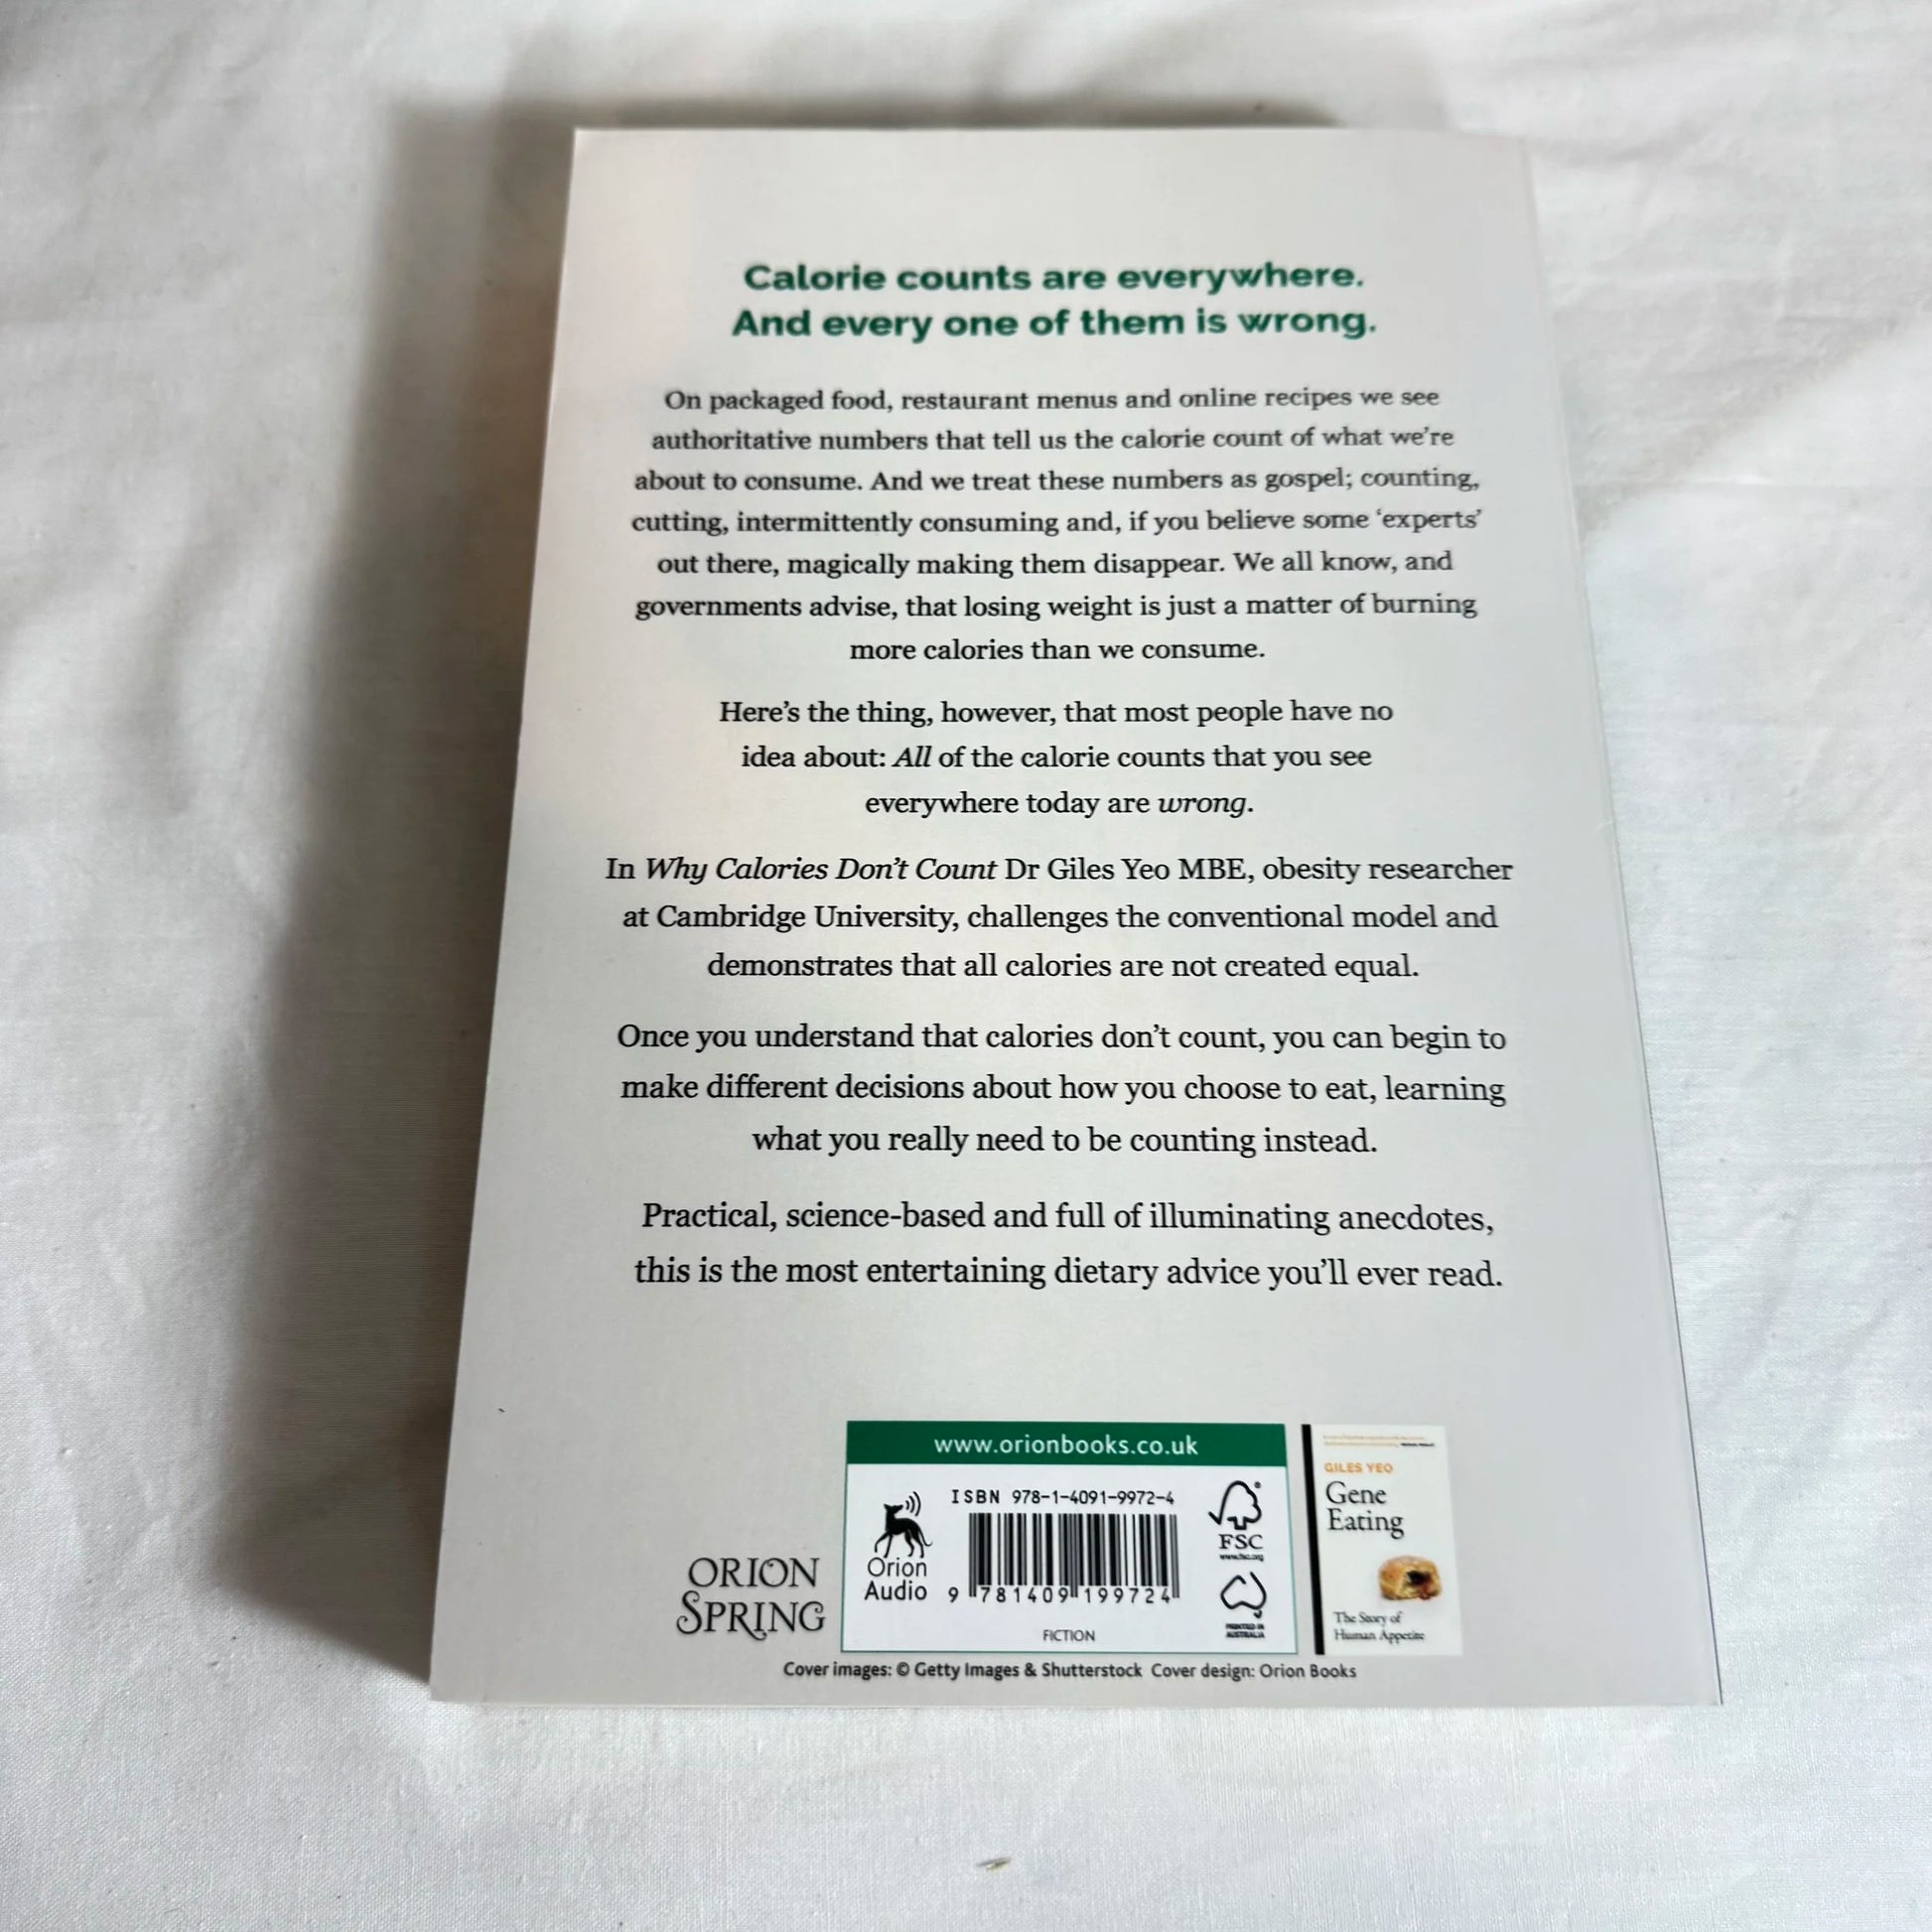 Calorie counts are everywhere.
And every one of them is wrong.
On packaged food, restaurant menus and online recipes we see
authoritative numbers that tell us the calorie count of what we’re
about to consume. And we treat these numbers as gospel; counting,
cutting, intermittently consuming and, if you believe some ‘experts’
out there, magically making them disappear. We all know, and
governments advise, that losing weight is just a matter of burning
more calories than we consume.
Here’s the thing, however, that most people have no
idea about: All of the calorie counts that you see
everywhere today are wrong.
In Why Calories Don’t Count Dr Giles Yeo MBE, obesity researcher
at Cambridge University, challenges the conventional model and
demonstrates that all calories are not created equal.
Once you understand that calories don’t count, you can begin to
make different decisions about how you choose to eat, learning
what you really need to be counting instead.
Practical, science-based and full of illuminating anecdotes,
this is the most entertaining dietary advice you’ll ever read.
ORION
SPRING
www.orionbooks.co.uk
Orion
Audio
ISBN 978-1-4091-9972-4
9 781409 199724
FICTION
FSC
www.fsc.org
PRINTED IN
AUSTRALIA
GILES YEO
Gene
Eating
The Story of
Human Appetite
Cover images: © Getty Images & Shutterstock Cover design: Orion Books